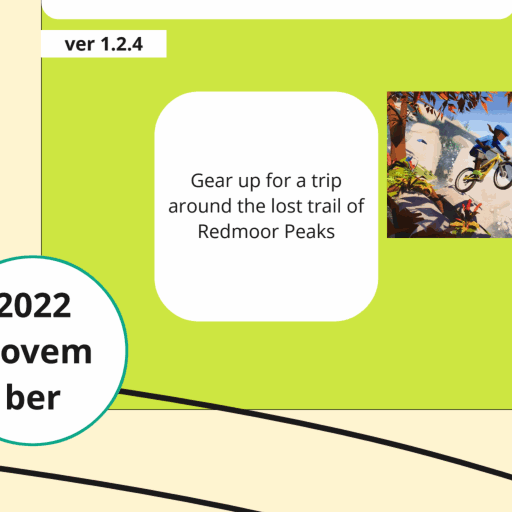 ver 1.2.4
Gear up for a trip
around the lost trail of
Redmoor Peaks
2022
ovem
ber